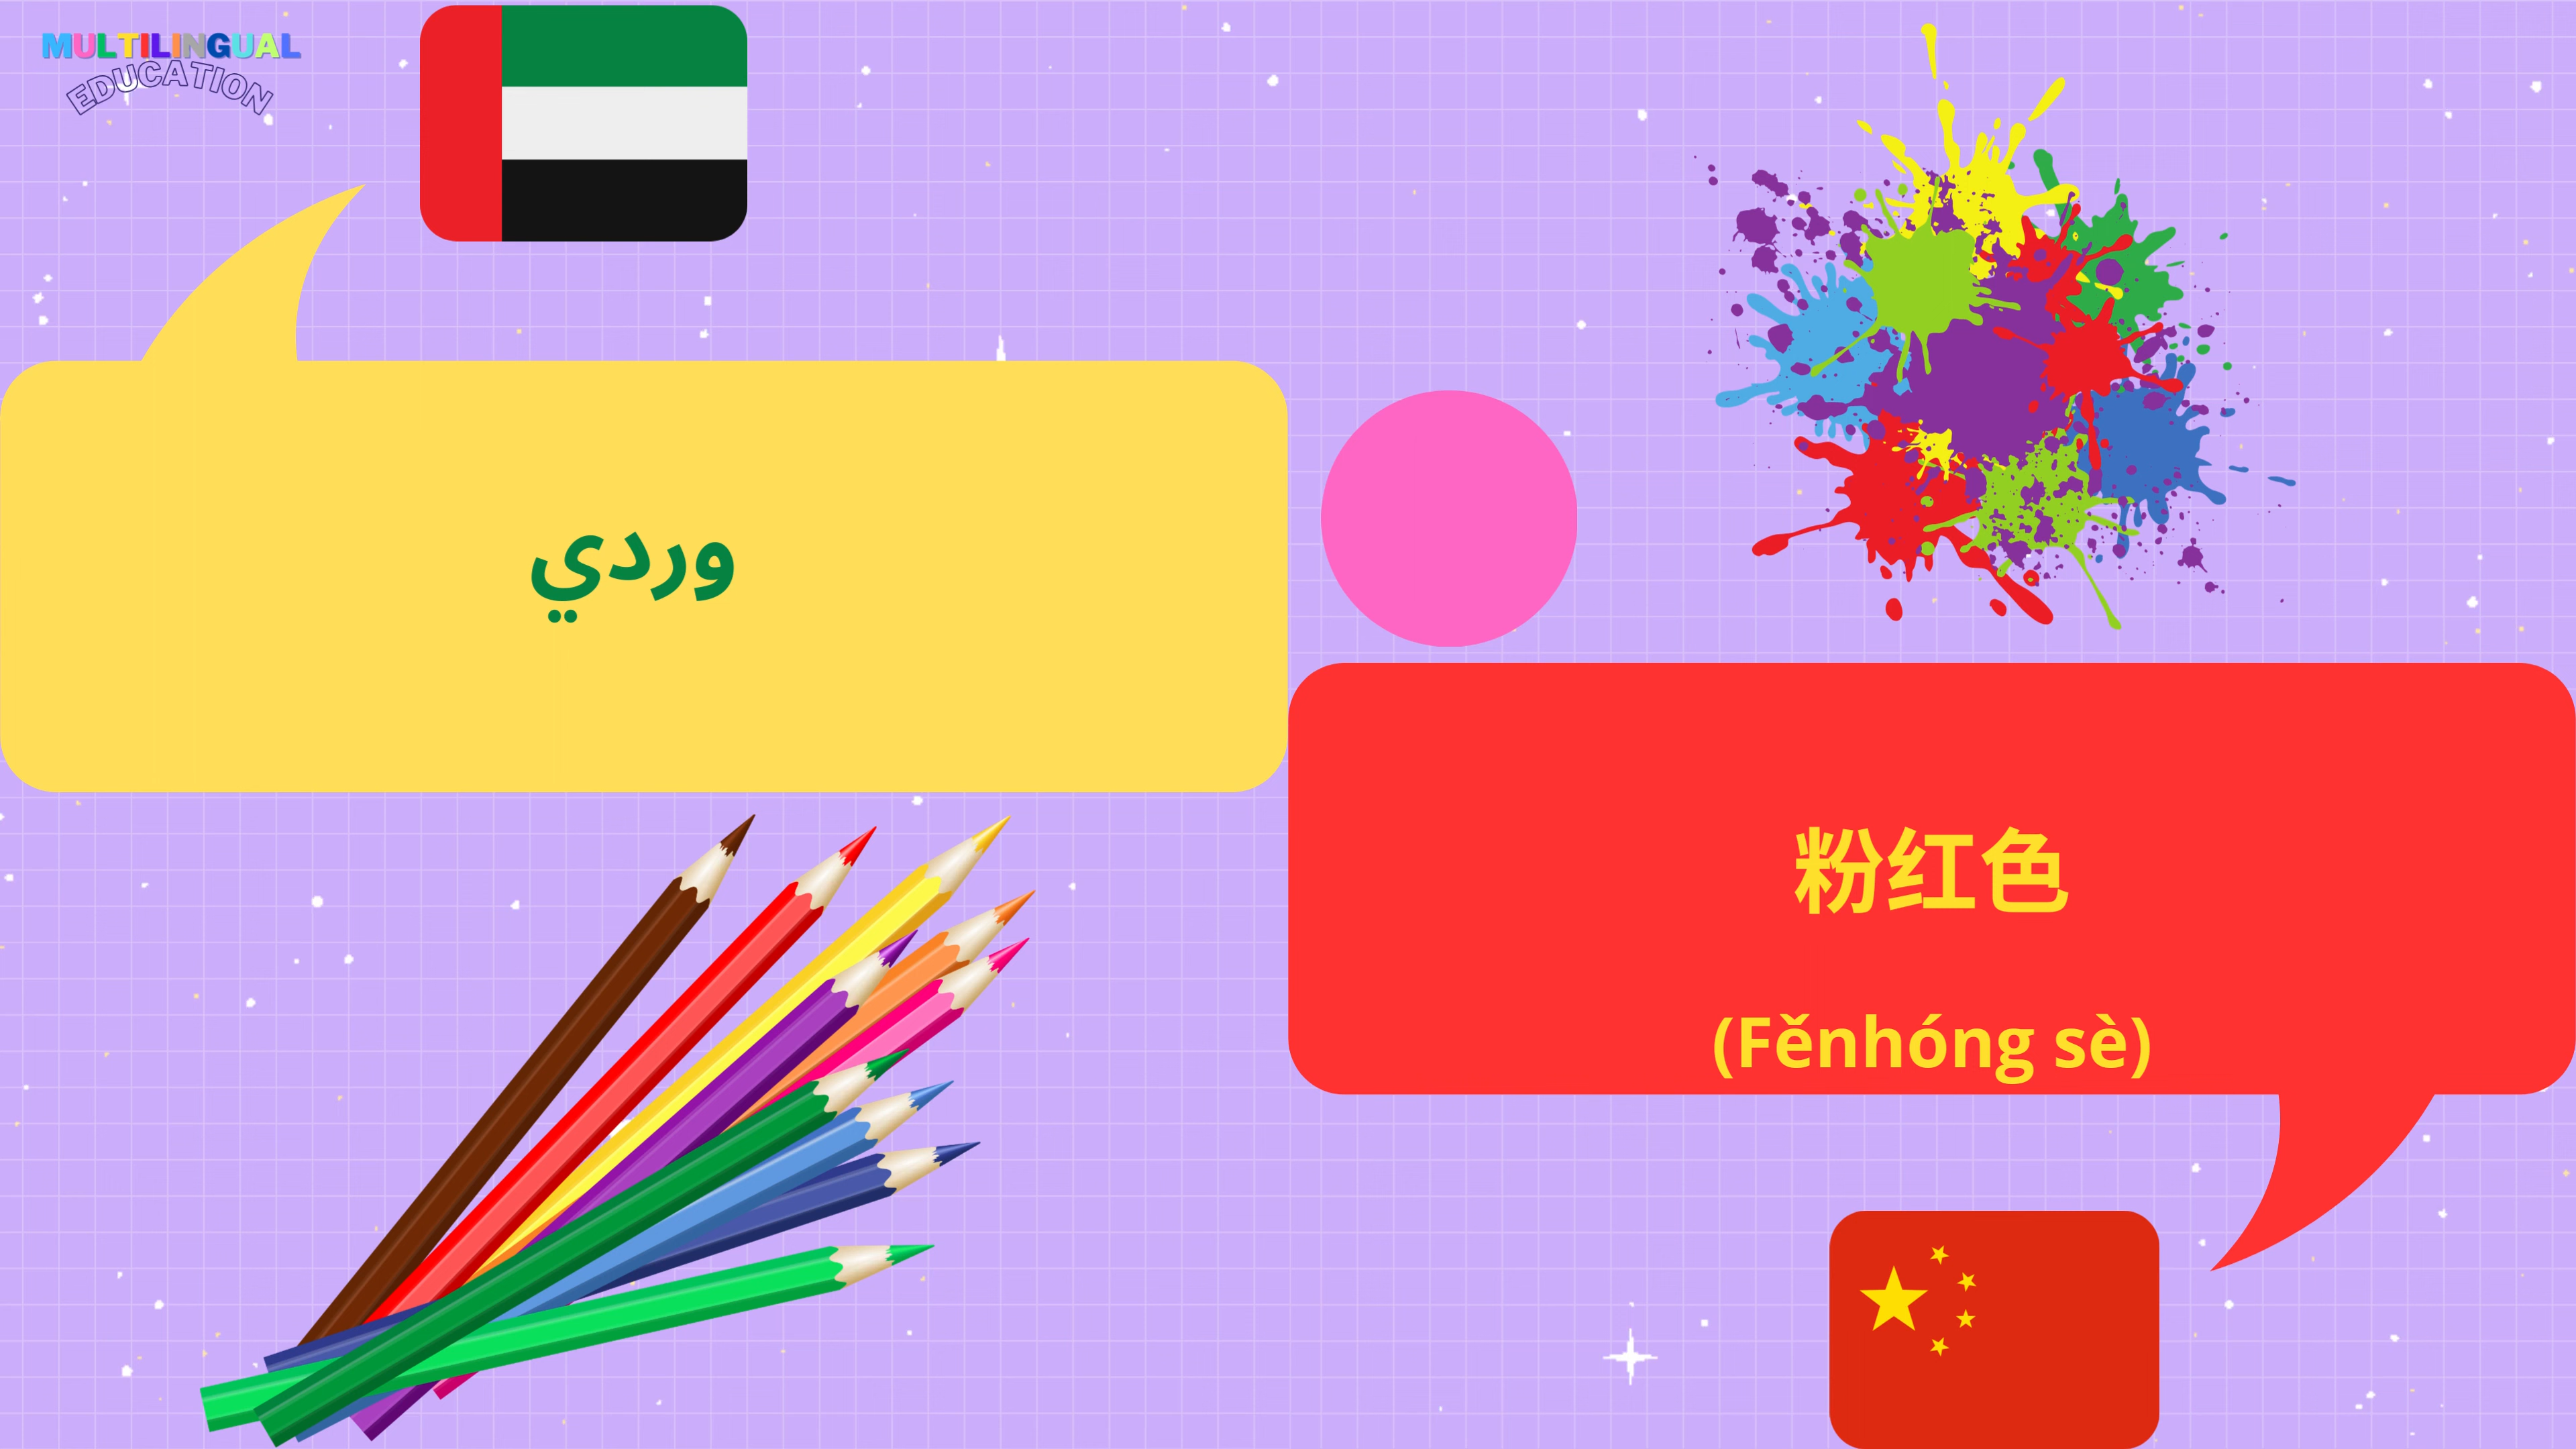 MULTILINGUAL
EDUCATION
وردي
粉红色
(Fěnhóng sè)